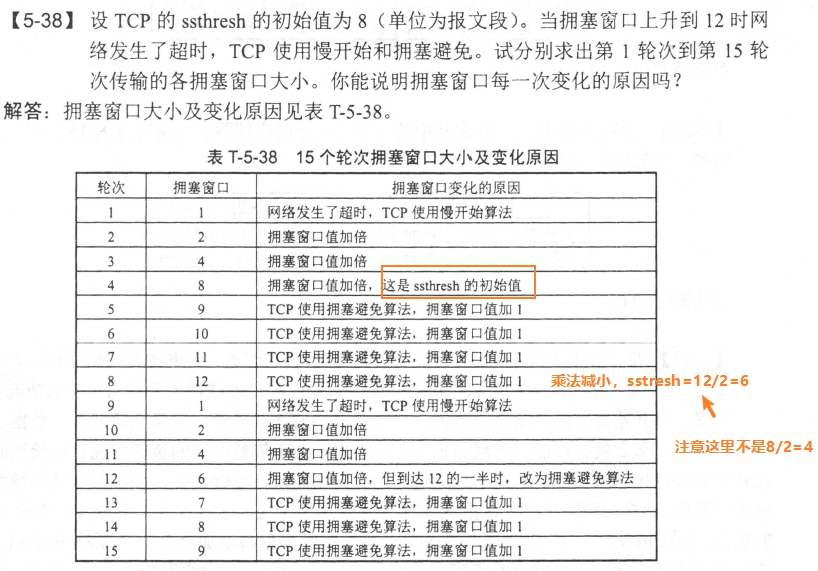 【5-38】 设 TCP 的 ssthresh 的初始值为 8（单位为报文段）。当拥塞窗口上升到 12 时网
络发生了超时，TCP 使用慢开始和拥塞避免。试分别求出第 1 轮次到第 15 轮
次传输的各拥塞窗口大小。你能说明拥塞窗口每一次变化的原因吗？
解答：拥塞窗口大小及变化原因见表 T-5-38。
表 T-5-38 15 个轮次拥塞窗口大小及变化原因
轮次 拥塞窗口 拥塞窗口变化的原因
1 1 网络发生了超时，TCP 使用慢开始算法
2 2 拥塞窗口值加倍
3 4 拥塞窗口值加倍
4 8 拥塞窗口值加倍，这是 ssthresh 的初始值
5 9 TCP 使用拥塞避免算法，拥塞窗口值加 1
6 10 TCP 使用拥塞避免算法，拥塞窗口值加 1
7 11 TCP 使用拥塞避免算法，拥塞窗口值加 1
8 12 TCP 使用拥塞避免算法，拥塞窗口值加 1
乘法减小，sstresh=12/2=6
9 1 网络发生了超时，TCP 使用慢开始算法
10 2 拥塞窗口值加倍
11 4 拥塞窗口值加倍
注意这里不是8/2=4
12 6 拥塞窗口值加倍，但到达 12 的一半时，改为拥塞避免算法
13 7 TCP 使用拥塞避免算法，拥塞窗口值加 1
14 8 TCP 使用拥塞避免算法，拥塞窗口值加 1
15 9 TCP 使用拥塞避免算法，拥塞窗口值加 1